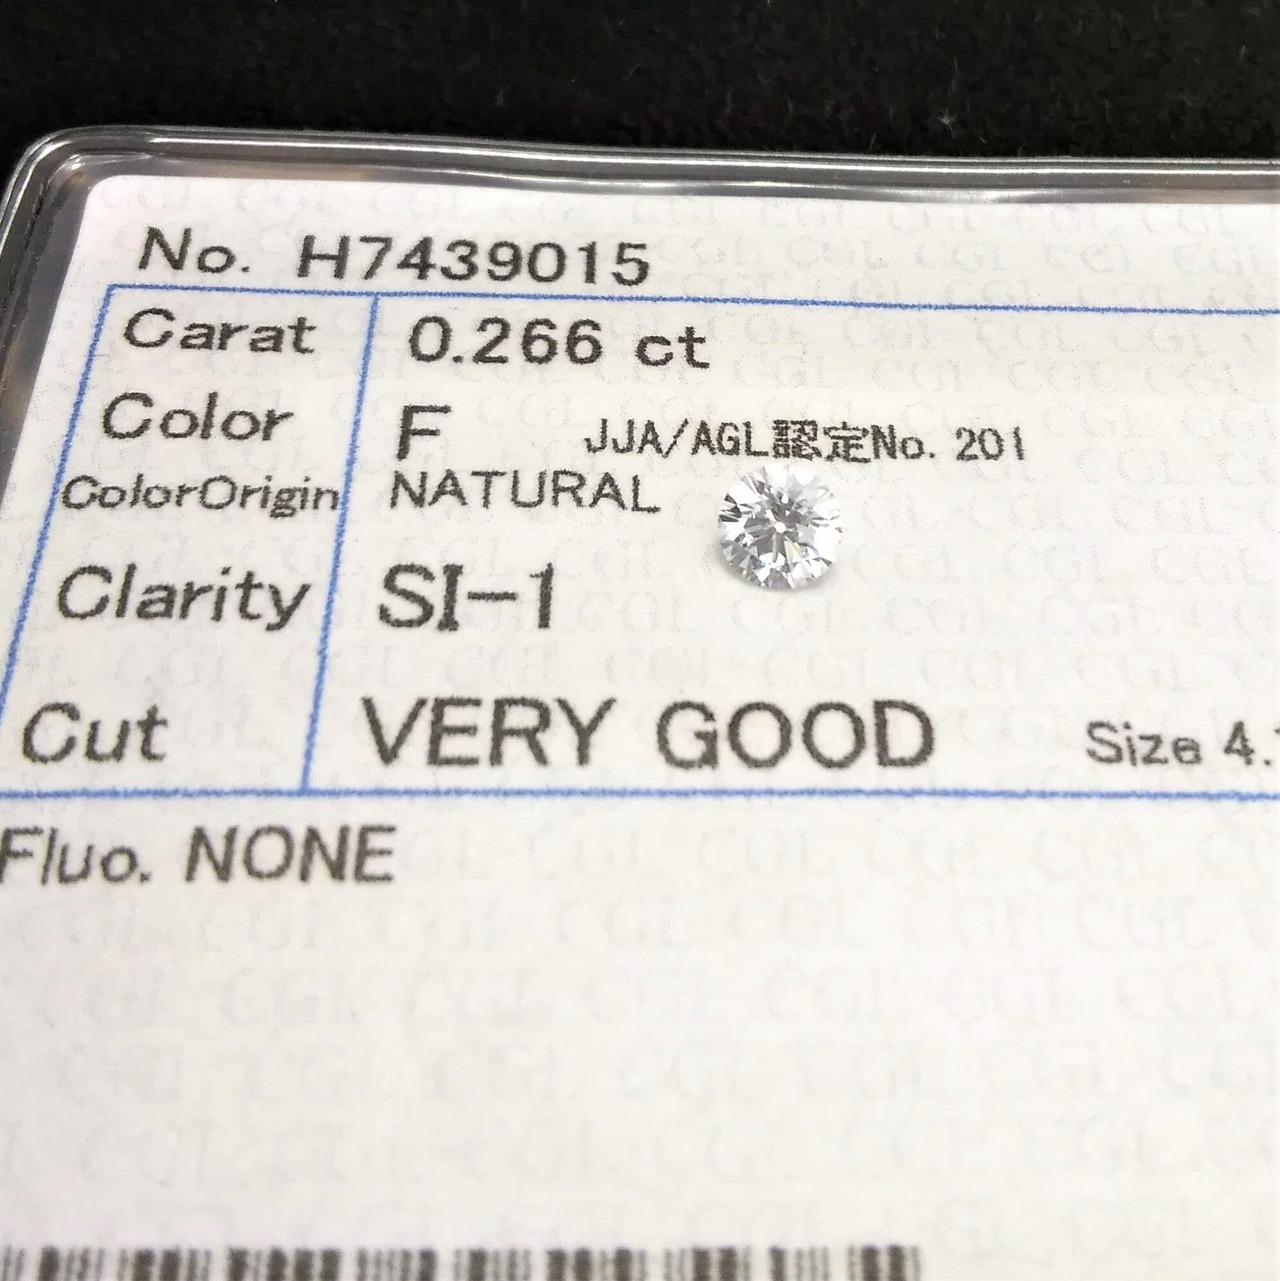 No. H7439015
Carat 0.266 ct
Color F JJA/AGL認定No. 201
ColorOrigin NATURAL
Clarity SI-1
Cut VERY GOOD Size 4.1
Fluo. NONE